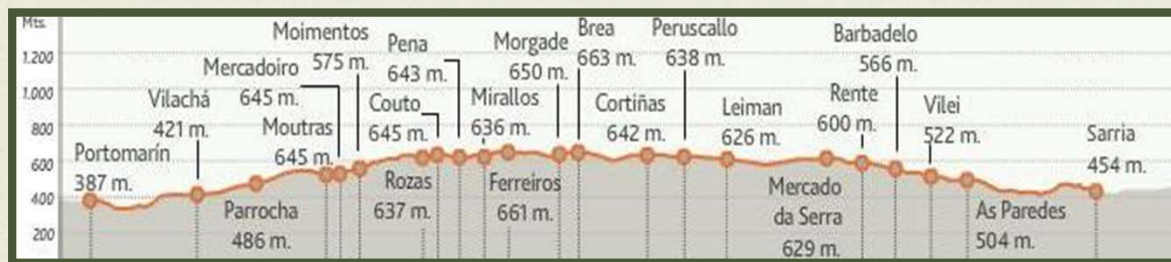 Mts.
1.200
1.000
800
600
400
200
Portomarín
387 m.
Vilachá
421 m.
Parrocha
486 m.
Moutras
645 m.
Mercadoiro
645 m.
Moimentos
575 m.
Rozas
637 m.
Couto
645 m.
Pena
643 m.
Mirallos
636 m.
Ferreiros
661 m.
Morgade
650 m.
Brea
663 m.
Cortiñas
642 m.
Peruscallo
638 m.
Leiman
626 m.
Mercado
da Serra
629 m.
Rente
600 m.
Barbadelo
566 m.
Vilei
522 m.
As Paredes
504 m.
Sarria
454 m.